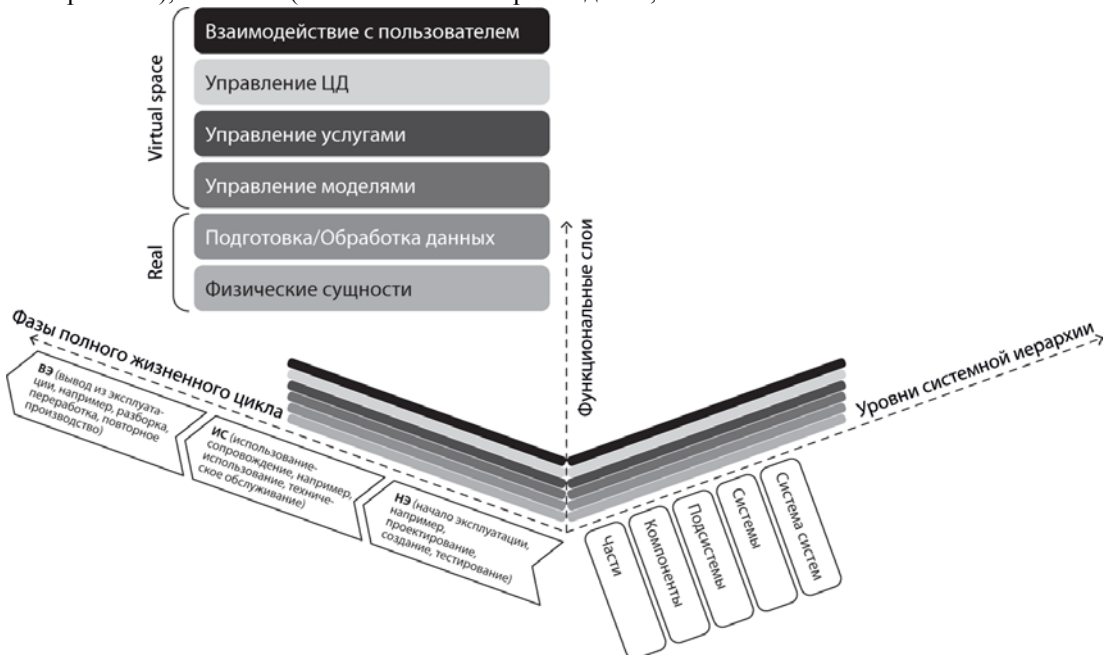 Взаимодействие с пользователем
Управление ЦД
Управление услугами
Управление моделями
Подготовка/Обработка данных
Физические сущности
Virtual space
Real
Функциональные слои
Фазы полного жизненного цикла
Уровни системной иерархии
ВЭ (вывод из эксплуата-
ции, например, разборка,
переработка, повторное
производство)
ИС (использование-
сопровождение, например,
использование, техниче-
ское обслуживание)
НЭ (начало эксплуатации,
например,
проектирование,
создание, тестирование)
Части
Компоненты
Подсистемы
Системы
Система систем